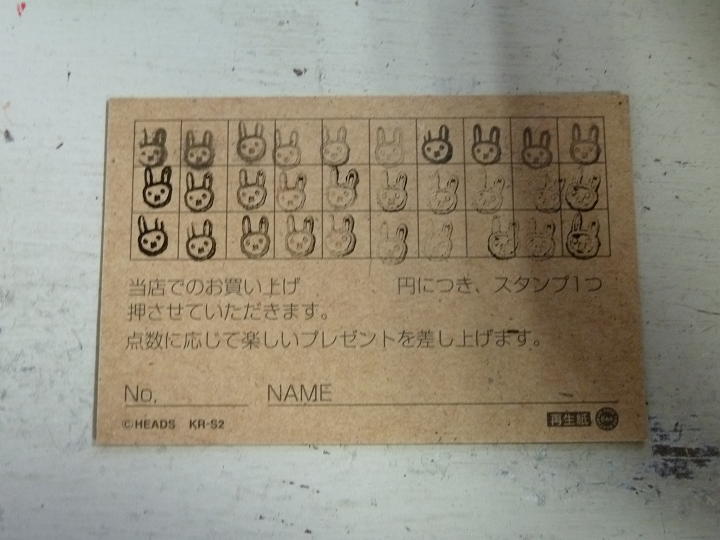 当店でのお買い上げ　　　　円につき、スタンプ1つ
押させていただきます。
点数に応じて楽しいプレゼントを差し上げます。
No,　　　　　NAME
©HEADS KR-S2　　　　再生紙